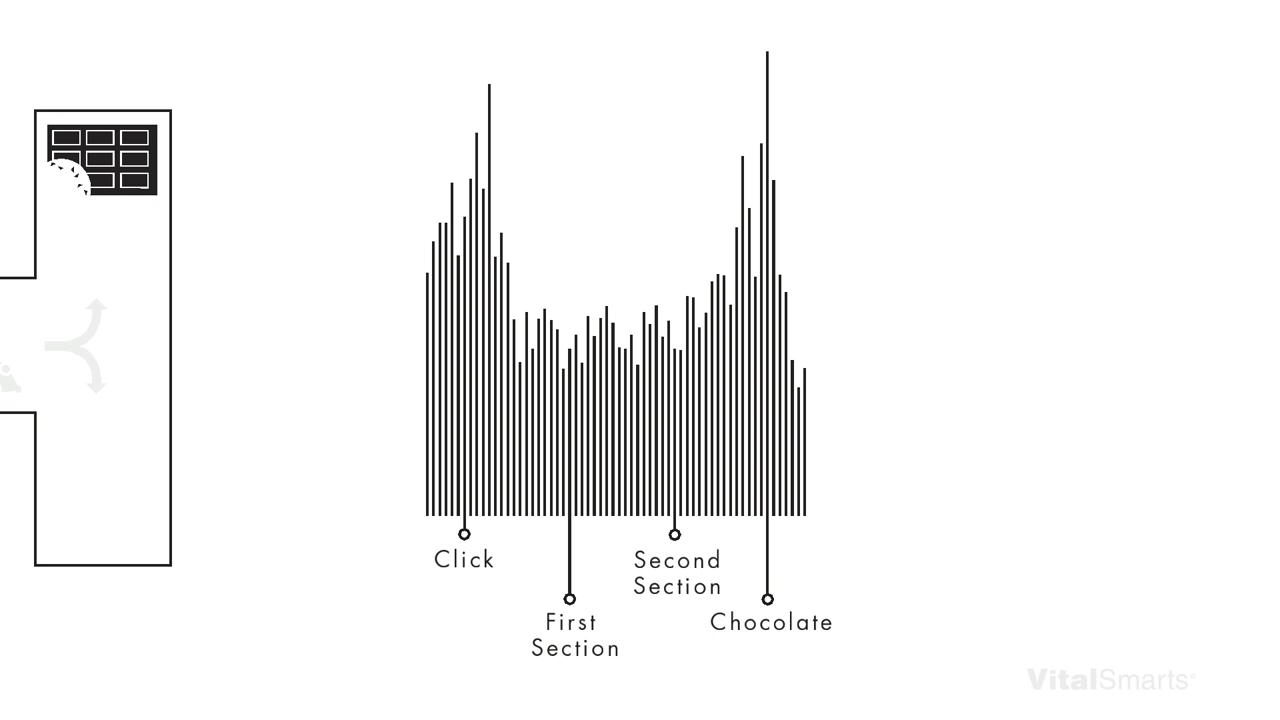 Click
Second
Section
First
Section
Chocolate
VitalSmarts®